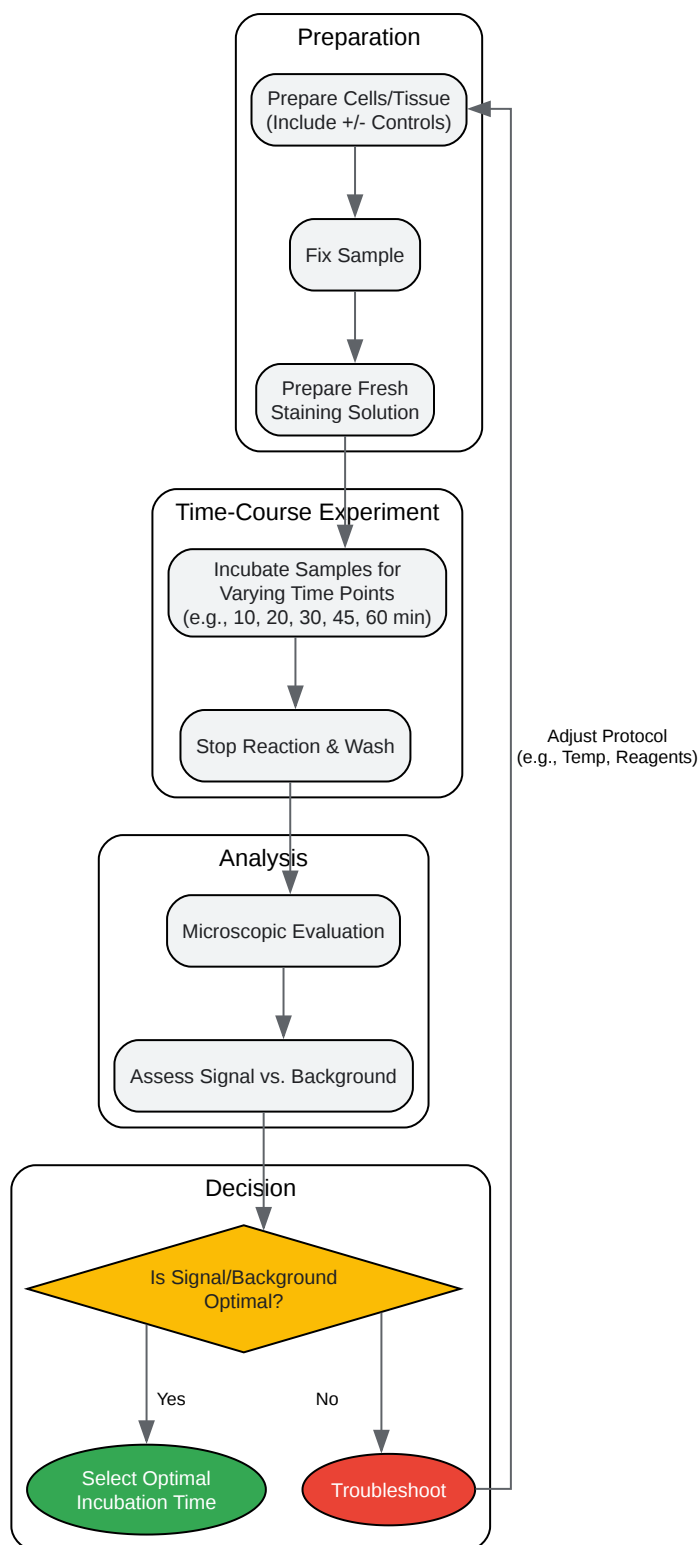 Preparation
Prepare Cells/Tissue
(Include +/- Controls)
Fix Sample
Prepare Fresh
Staining Solution
Time-Course Experiment
Incubate Samples for
Varying Time Points
(e.g., 10, 20, 30, 45, 60 min)
Stop Reaction & Wash
Adjust Protocol
(e.g., Temp, Reagents)
Analysis
Microscopic Evaluation
Assess Signal vs. Background
Decision
Is Signal/Background
Optimal?
Yes
No
Select Optimal
Incubation Time
Troubleshoot